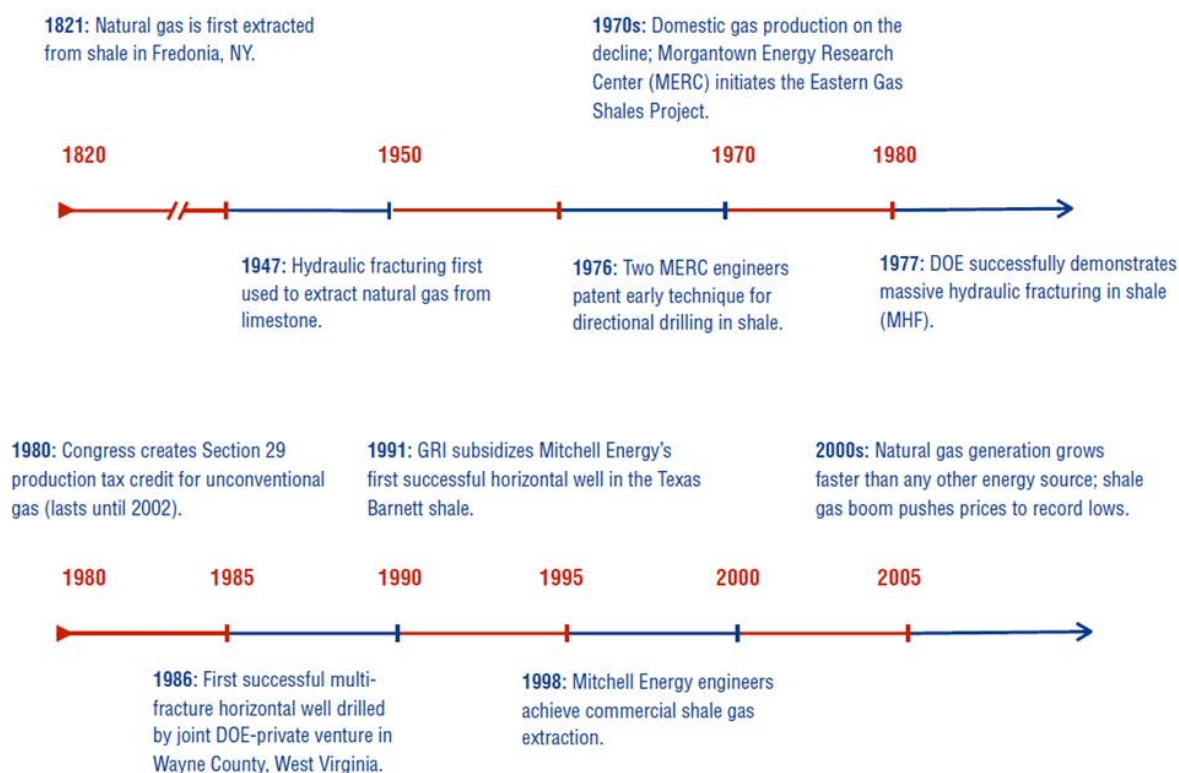 1821: Natural gas is first extracted
from shale in Fredonia, NY.
1970s: Domestic gas production on the
decline; Morgantown Energy Research
Center (MERC) initiates the Eastern Gas
Shales Project.
1820
1950
1970
1980
1947: Hydraulic fracturing first
used to extract natural gas from
limestone.
1976: Two MERC engineers
patent early technique for
directional drilling in shale.
1977: DOE successfully demonstrates
massive hydraulic fracturing in shale
(MHF).
1980: Congress creates Section 29
production tax credit for unconventional
gas (lasts until 2002).
1991: GRI subsidizes Mitchell Energy’s
first successful horizontal well in the Texas
Barnett shale.
2000s: Natural gas generation grows
faster than any other energy source; shale
gas boom pushes prices to record lows.
1980
1985
1990
1995
2000
2005
1986: First successful multi-
fracture horizontal well drilled
by joint DOE-private venture in
Wayne County, West Virginia.
1998: Mitchell Energy engineers
achieve commercial shale gas
extraction.